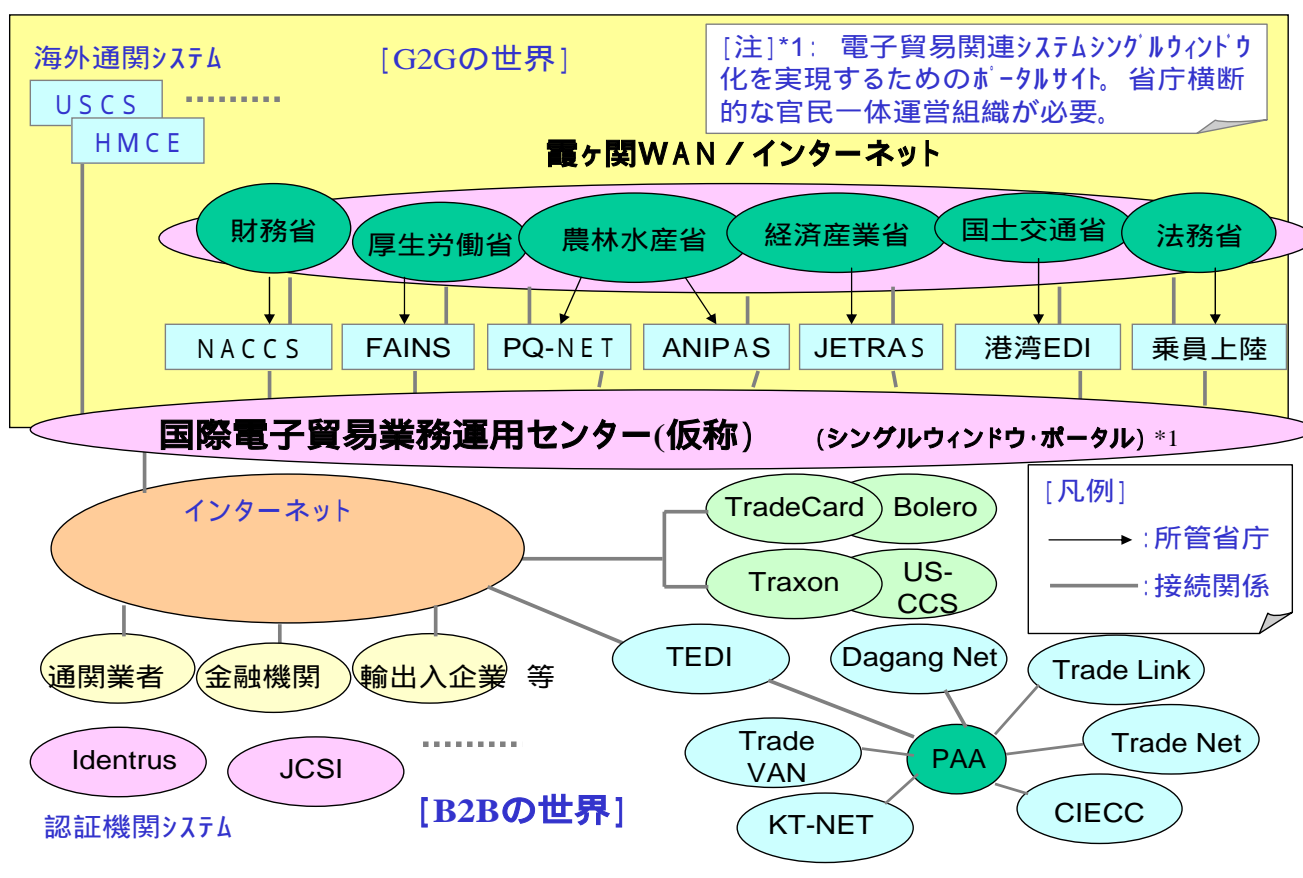 海外通関ｼｽﾃﾑ
[G2Gの世界]
[注]*1: 電子貿易関連ｼｽﾃﾑｼﾝｸﾞﾙｳｨﾝﾄﾞｳ
化を実現するためのﾎﾟｰﾀﾙｻｲﾄ。省庁横断
的な官民一体運営組織が必要。
ＵＳＣＳ
ＨＭＣＥ
霞ヶ関ＷＡＮ／インターネット
財務省
厚生労働省
農林水産省
経済産業省
国土交通省
法務省
ＮＡＣＣＳ
FAINS
PQ-ＮＥＴ
ANIPＡS
JETRAＳ
港湾EDI
乗員上陸
国際電子貿易業務運用センター(仮称)
(シングルウィンドウ･ポータル) *1
インターネット
TradeCard
Bolero
Traxon
US-
CCS
[凡例]
:所管省庁
:接続関係
通関業者
金融機関
輸出入企業
等
TEDI
Dagang Net
Trade Link
Trade
VAN
PAA
Trade Net
KT-NET
CIECC
Identrus
JCSI
認証機関ｼｽﾃﾑ
[B2Bの世界]